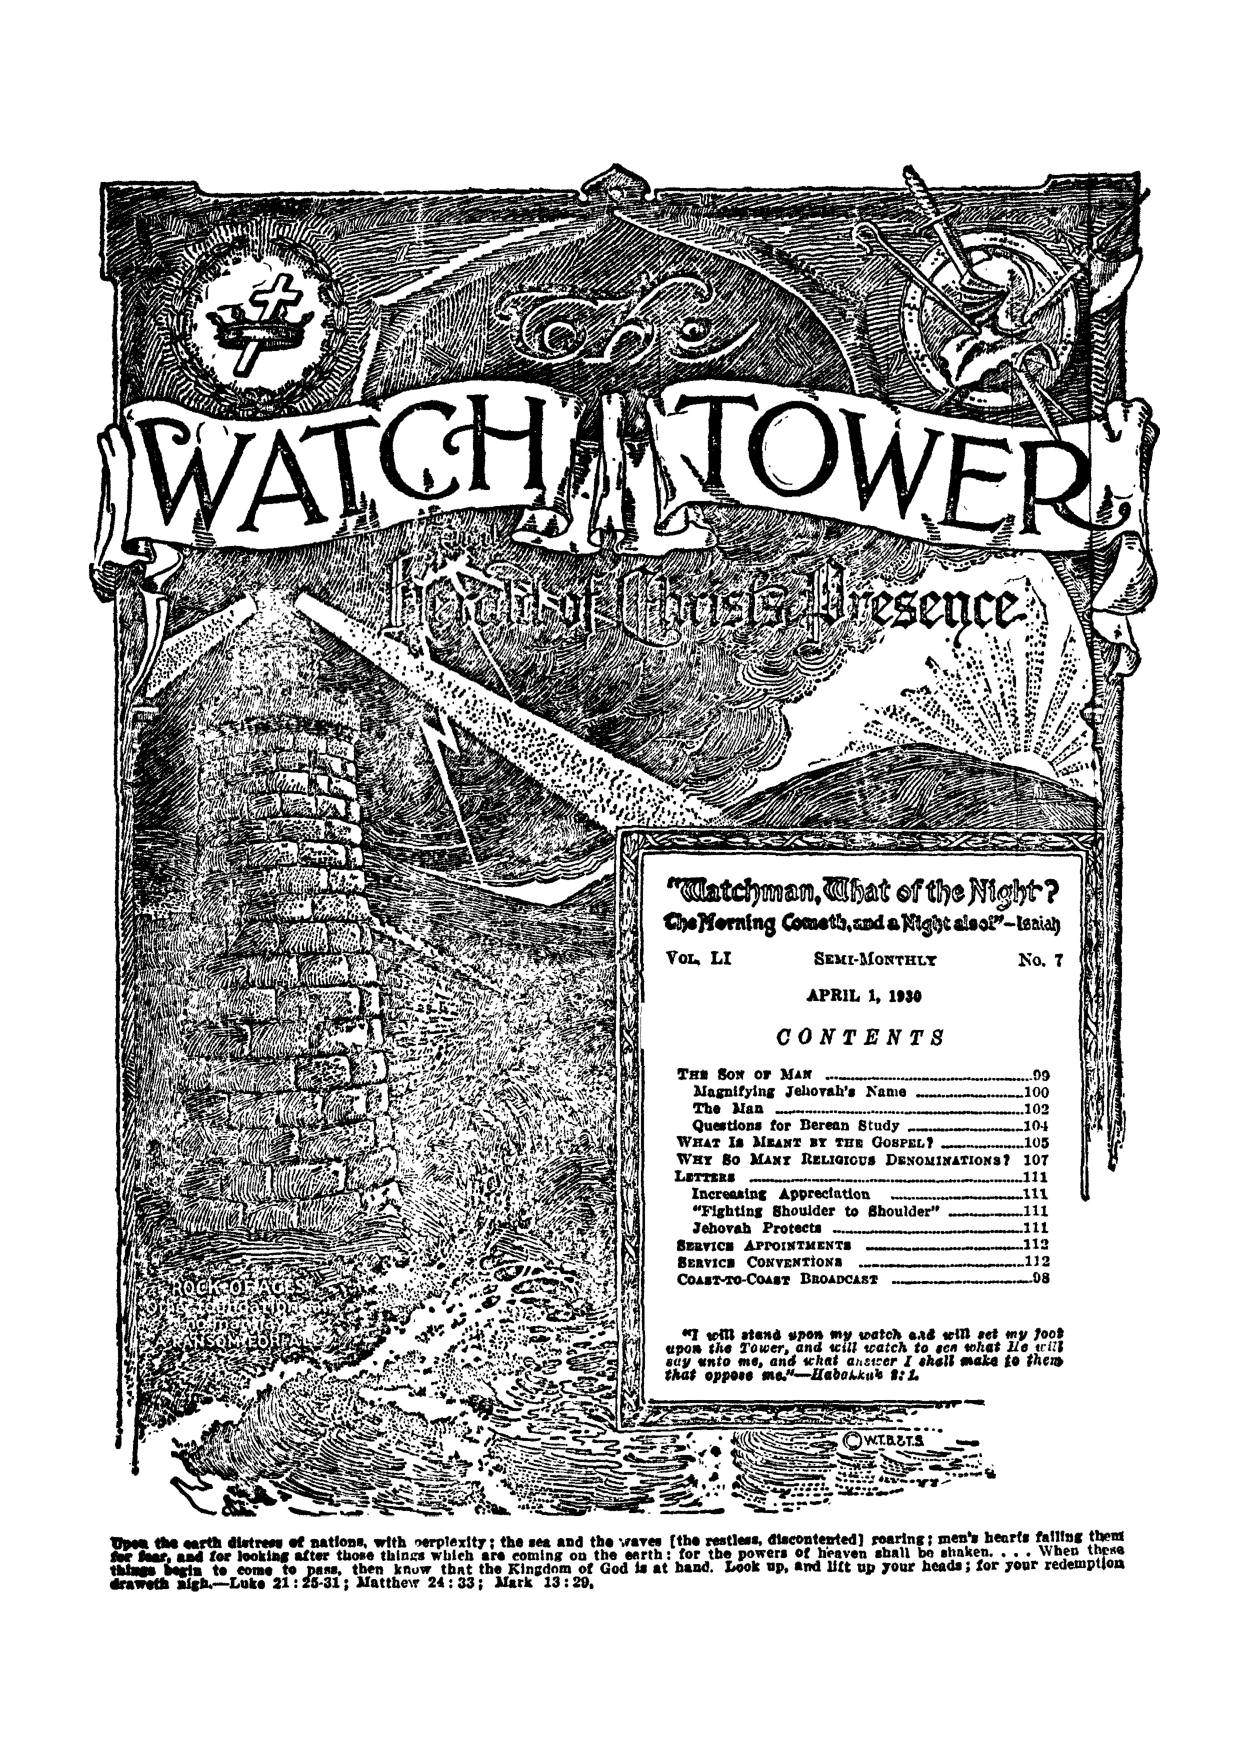 The
WATCH TOWER
And
Herald of Christ's Presence
"Watchman, What of the Night?
The Morning Cometh, and a Night also!"—Isaiah
VOL. LI SEMI-MONTHLY No. 7
APRIL 1, 1930
CONTENTS
THE SON OF MAN 99
Magnifying Jehovah's Name 100
The Man 102
Questions for Berean Study 104
WHAT IS MEANT BY THE GOSPEL? 105
WHY SO MANY RELIGIOUS DENOMINATIONS? 107
LETTERS 111
Increasing Appreciation 111
"Fighting Shoulder to Shoulder" 111
Jehovah Protects 111
SERVICE APPOINTMENTS 112
SERVICE CONVENTIONS 112
COAST-TO-COAST BROADCAST 98
ROCK OF AGES
Other foundation
no man lay
RANSOM FOR ALL
"I will stand upon my watch and will set my foot
upon the Tower, and will watch to see what He will
say unto me, and what answer I shall make to them
that oppose me."—Habakkuk 2:1.
©W.T.B.&T.S.
Upon the earth distress of nations, with perplexity; the sea and the waves [the restless, discontented] roaring; men's hearts failing them
for fear, and for looking after those things which are coming on the earth: for the powers of heaven shall be shaken. . . . When these
things begin to come to pass, then know that the Kingdom of God is at hand. Look up, and lift up your heads; for your redemption
draweth nigh.—Luke 21:25-31; Matthew 24:33; Mark 13:29.